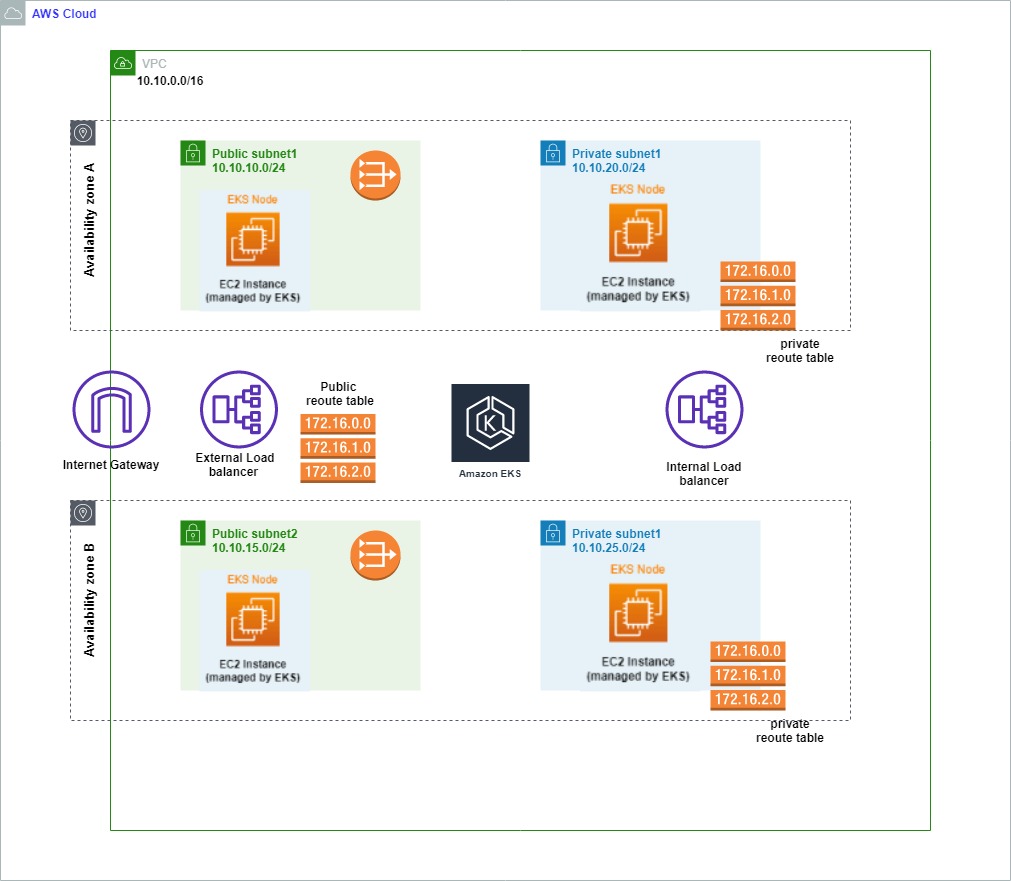 AWS Cloud
VPC
10.10.0.0/16
Availability zone A
Public subnet1
10.10.10.0/24
EKS Node
EC2 Instance
(managed by EKS)
Private subnet1
10.10.20.0/24
EKS Node
EC2 Instance
(managed by EKS)
172.16.0.0
172.16.1.0
172.16.2.0
private
reoute table
Internet Gateway
External Load
balancer
Public
reoute table
172.16.0.0
172.16.1.0
172.16.2.0
K
Amazon EKS
Internal Load
balancer
Availability zone B
Public subnet2
10.10.15.0/24
EKS Node
EC2 Instance
(managed by EKS)
Private subnet1
10.10.25.0/24
EKS Node
EC2 Instance
(managed by EKS)
172.16.0.0
172.16.1.0
172.16.2.0
private
reoute table